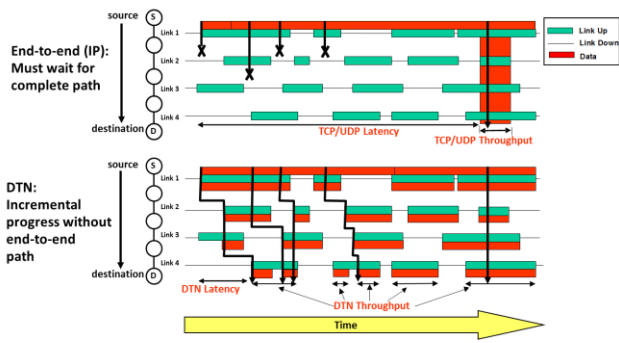 source
S
Link 1
End-to-end (IP):
Must wait for
complete path
Link 2
Link 3
Link 4
destination
D
TCP/UDP Latency
TCP/UDP Throughput
Link Up
Link Down
Data
source
S
Link 1
DTN:
Incremental
progress without
end-to-end
path
Link 2
Link 3
Link 4
destination
D
DTN Latency
DTN Throughput
Time